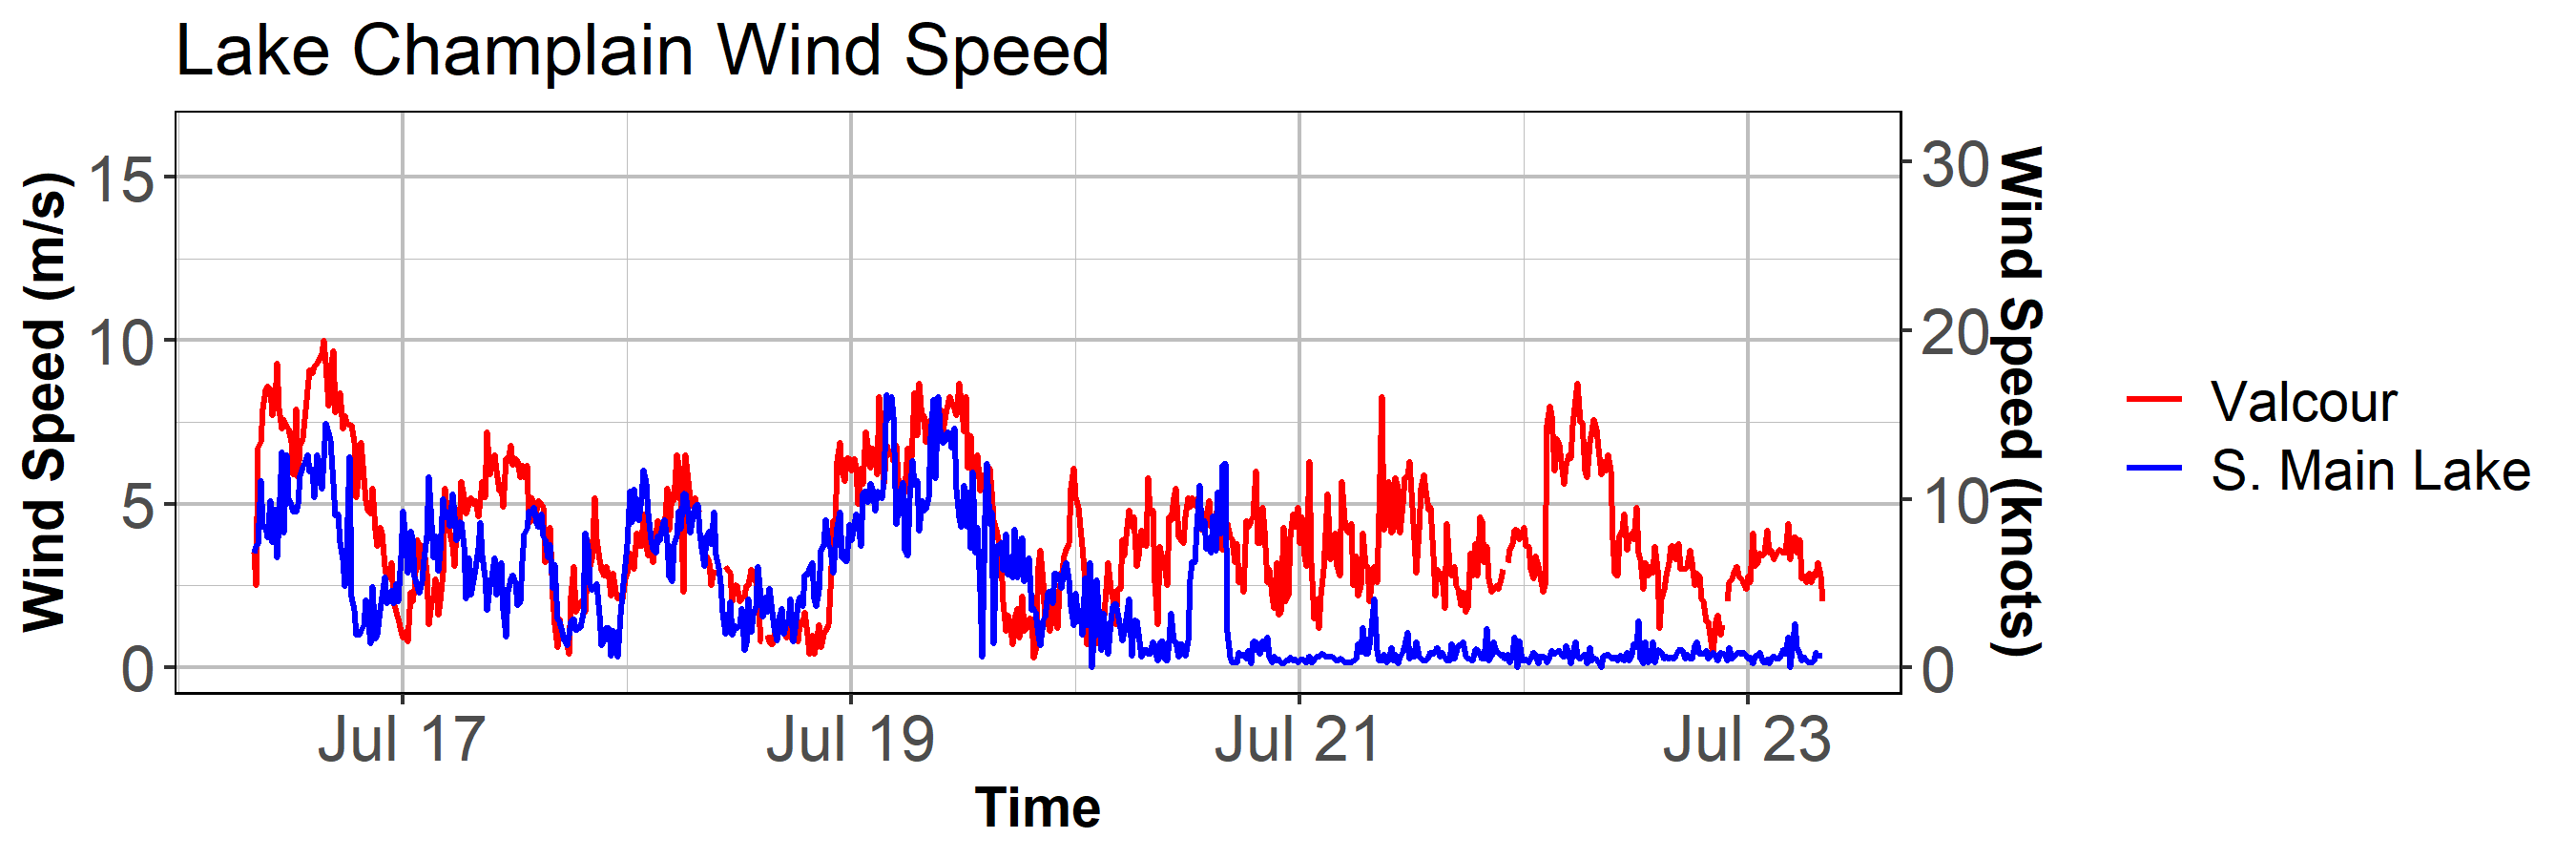 Lake Champlain Wind Speed
Wind Speed (m/s)
15
10
5
0
30
20
10
0
Wind Speed (knots)
Jul 17
Jul 19
Jul 21
Jul 23
Time
Valcour
S. Main Lake